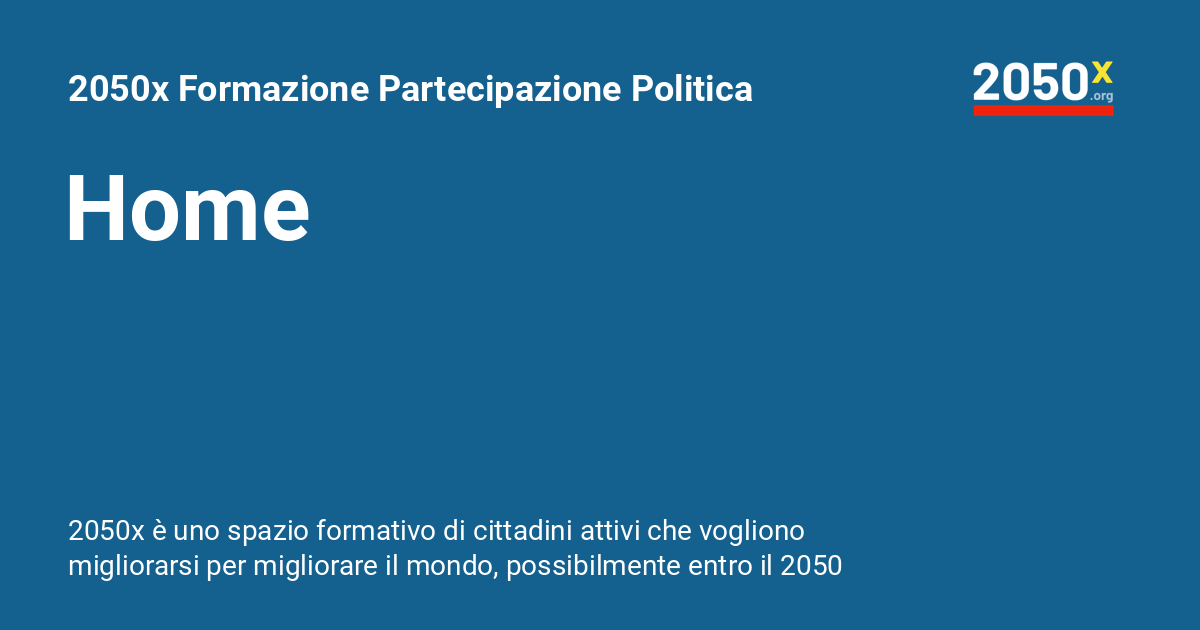 2050x Formazione Partecipazione Politica
2050x
.org
Home
2050x è uno spazio formativo di cittadini attivi che vogliono
migliorarsi per migliorare il mondo, possibilmente entro il 2050